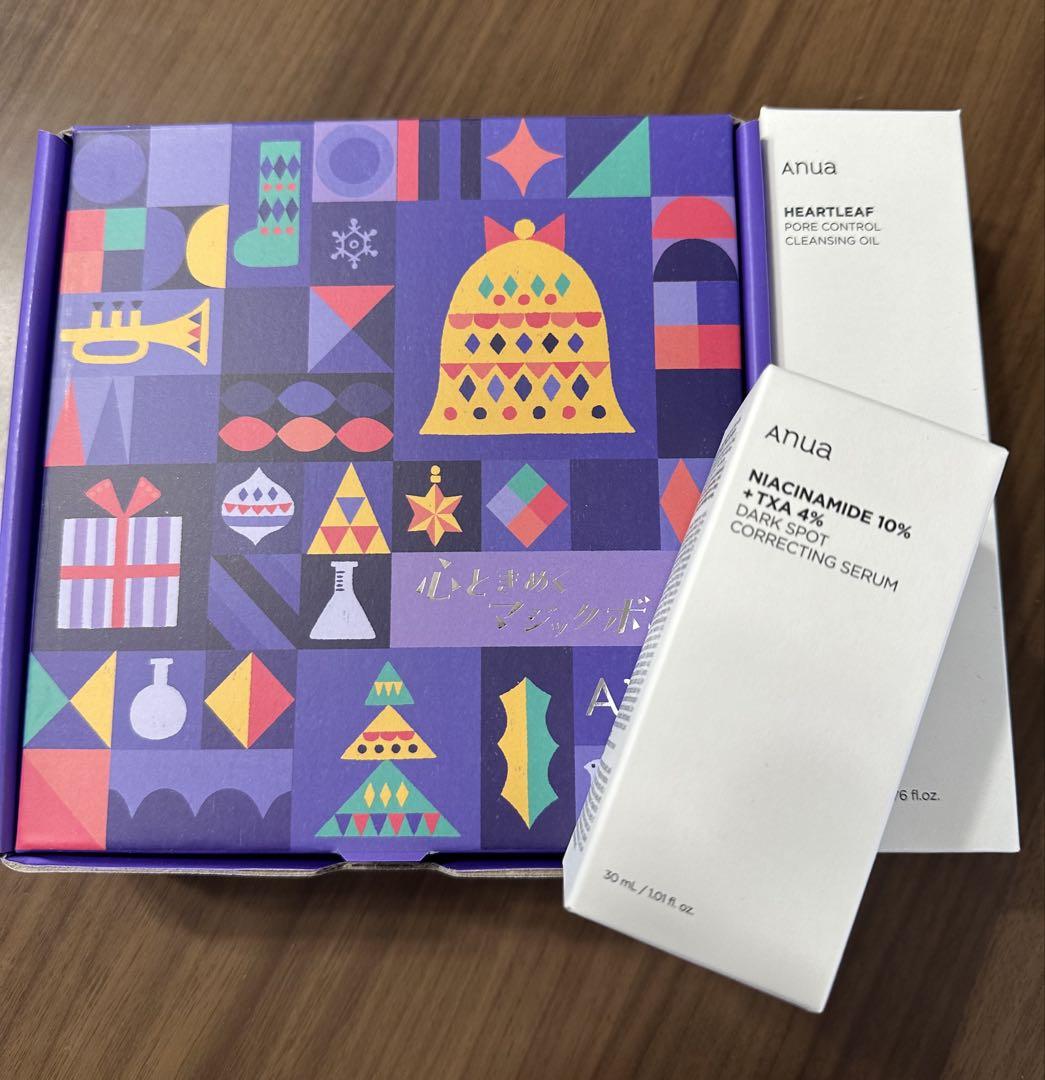 心ときめく
マジックボ
A
Anua
HEARTLEAF
PORE CONTROL
CLEANSING OIL
6 fl.oz.
Anua
NIACINAMIDE 10%
+TXA 4%
DARK SPOT
CORRECTING SERUM
30 mL / 1.01 fl. oz.